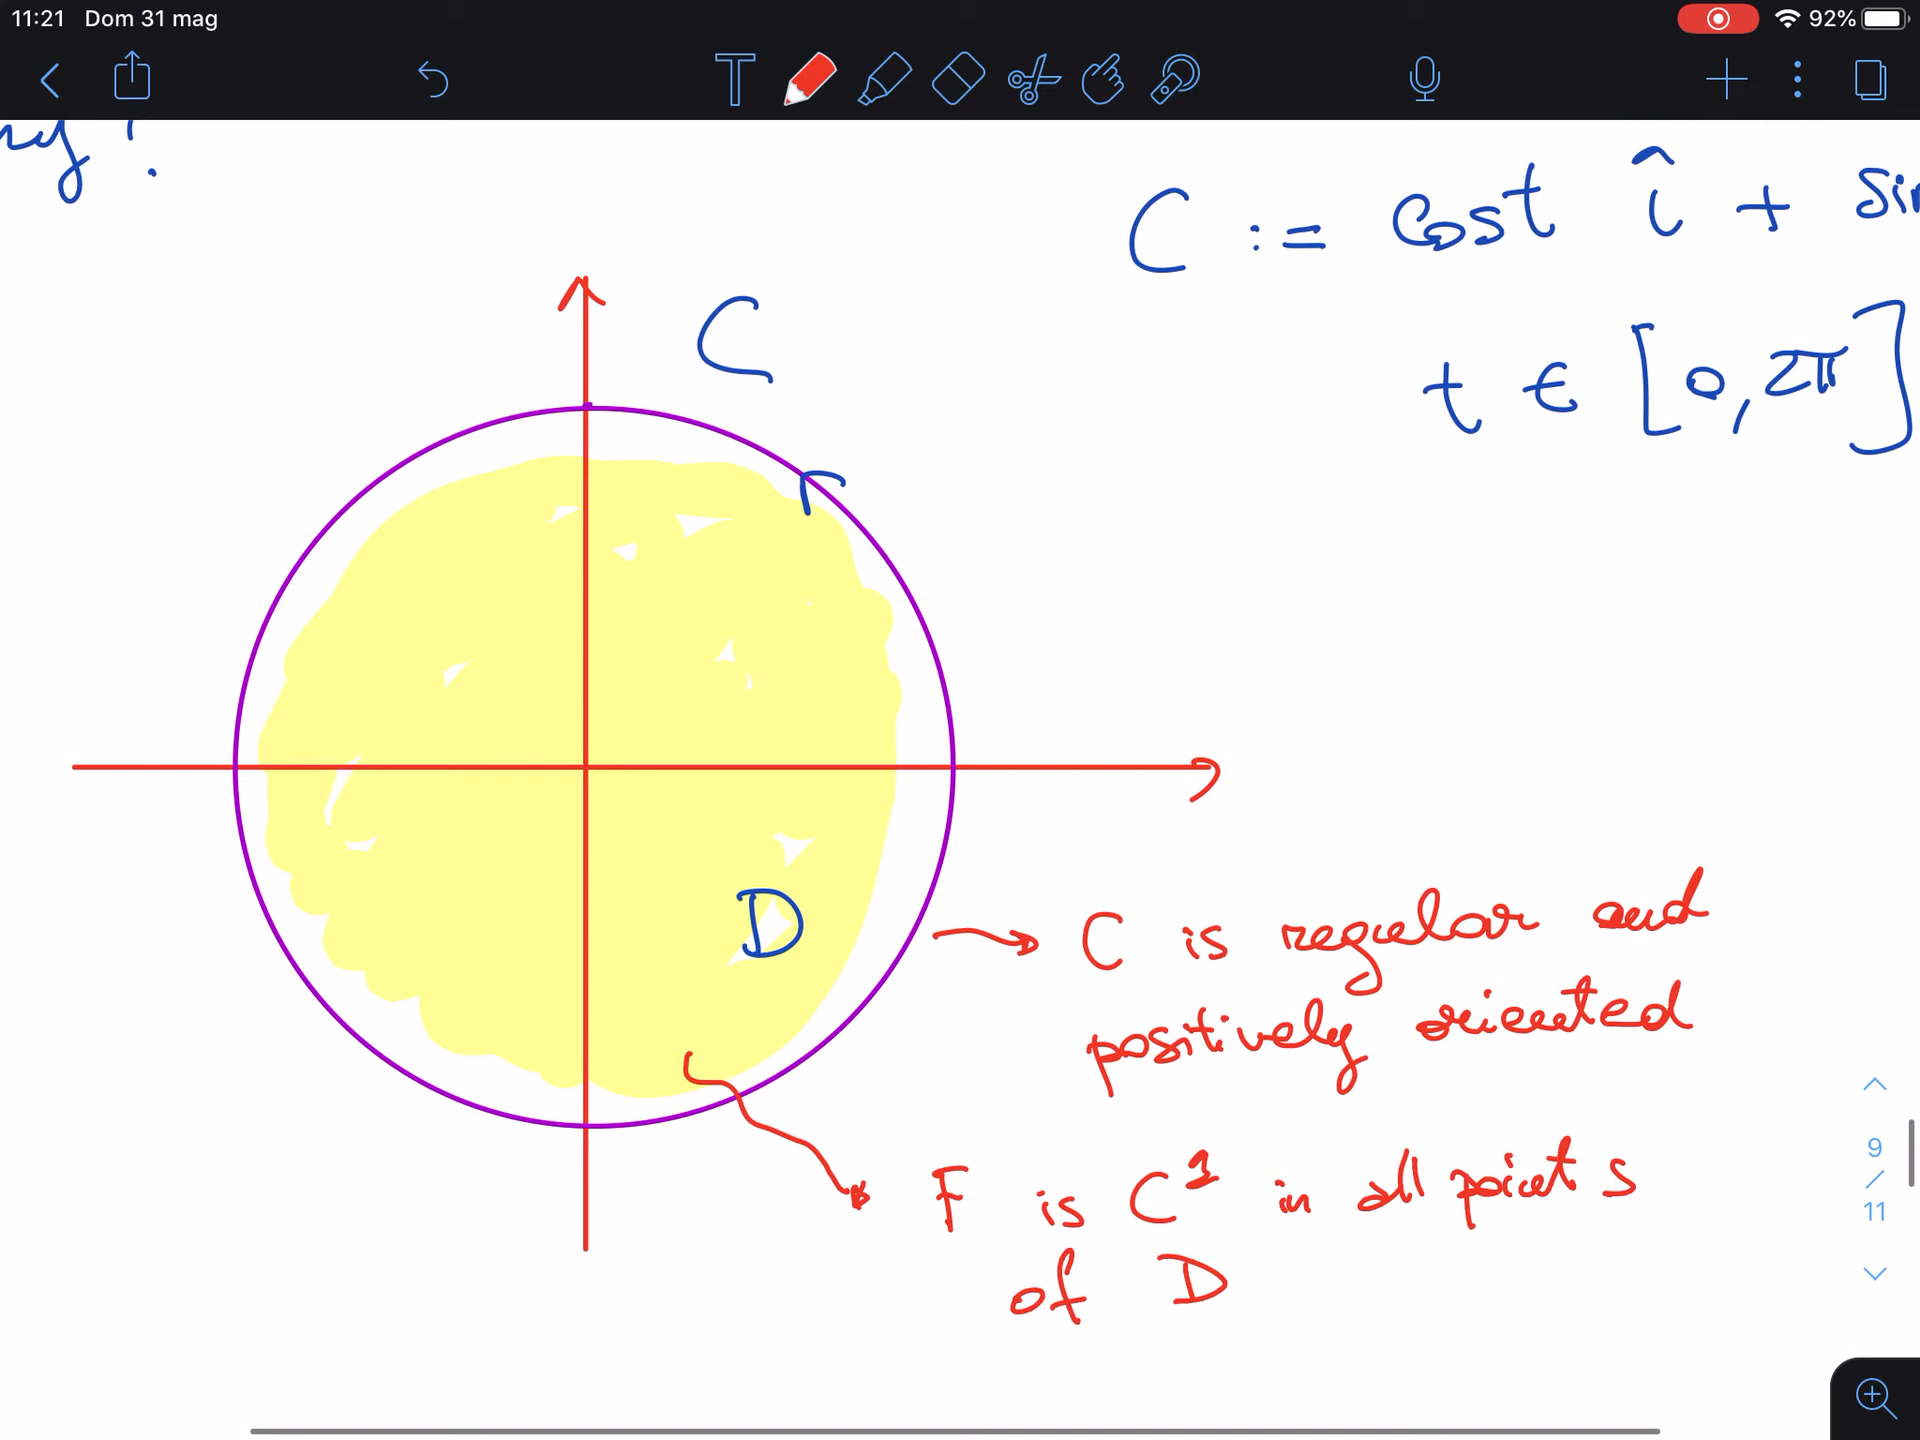 11:21 Dom 31 mag 92%
C := cost î + sin
C
t ∈ [0, 2π]
D
C is regular and
positively oriented
F is C¹ in all points
of D
9
/
11